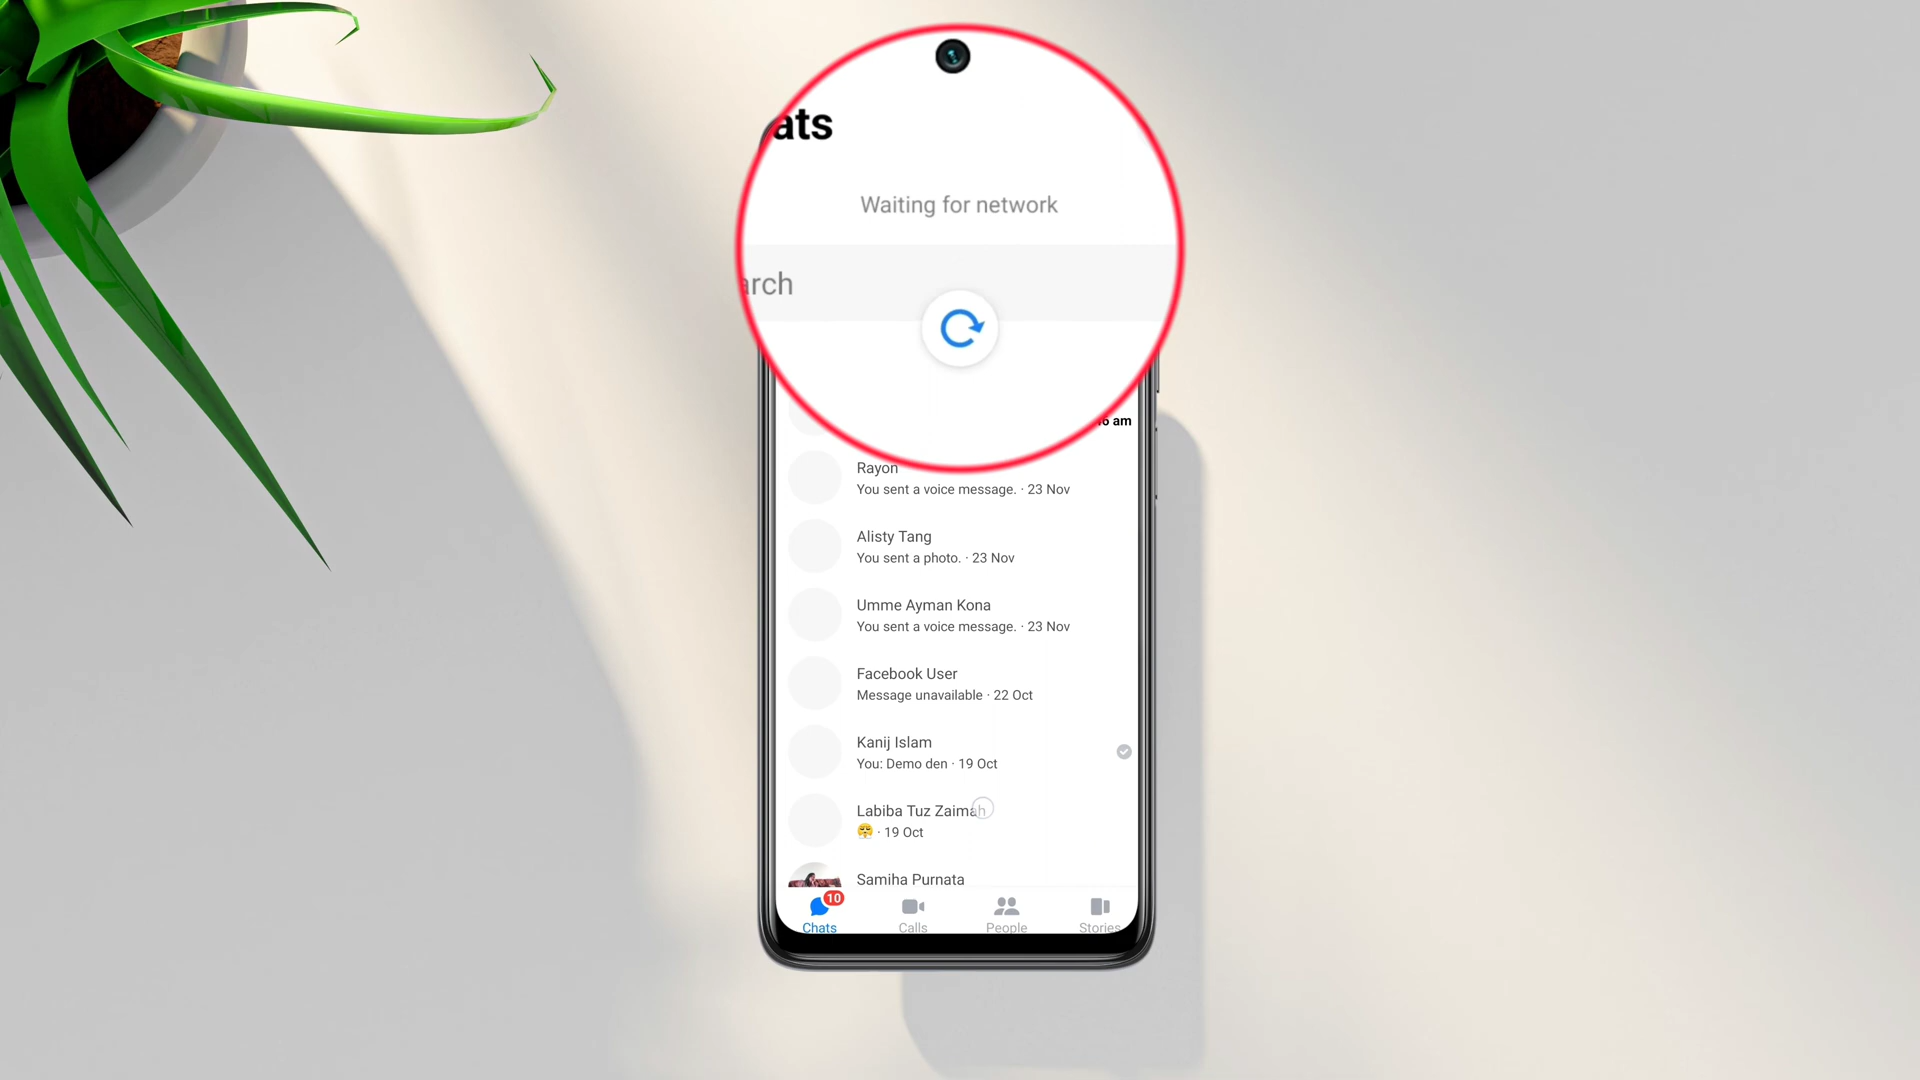 ats
Waiting for network
arch
am
Rayon
You sent a voice message. · 23 Nov
Alisty Tang
You sent a photo. · 23 Nov
Umme Ayman Kona
You sent a voice message. · 23 Nov
Facebook User
Message unavailable · 22 Oct
Kanij Islam
You: Demo den · 19 Oct
Labiba Tuz Zaimah
😤 · 19 Oct
Samiha Purnata
10
Chats
Calls
People
Stories